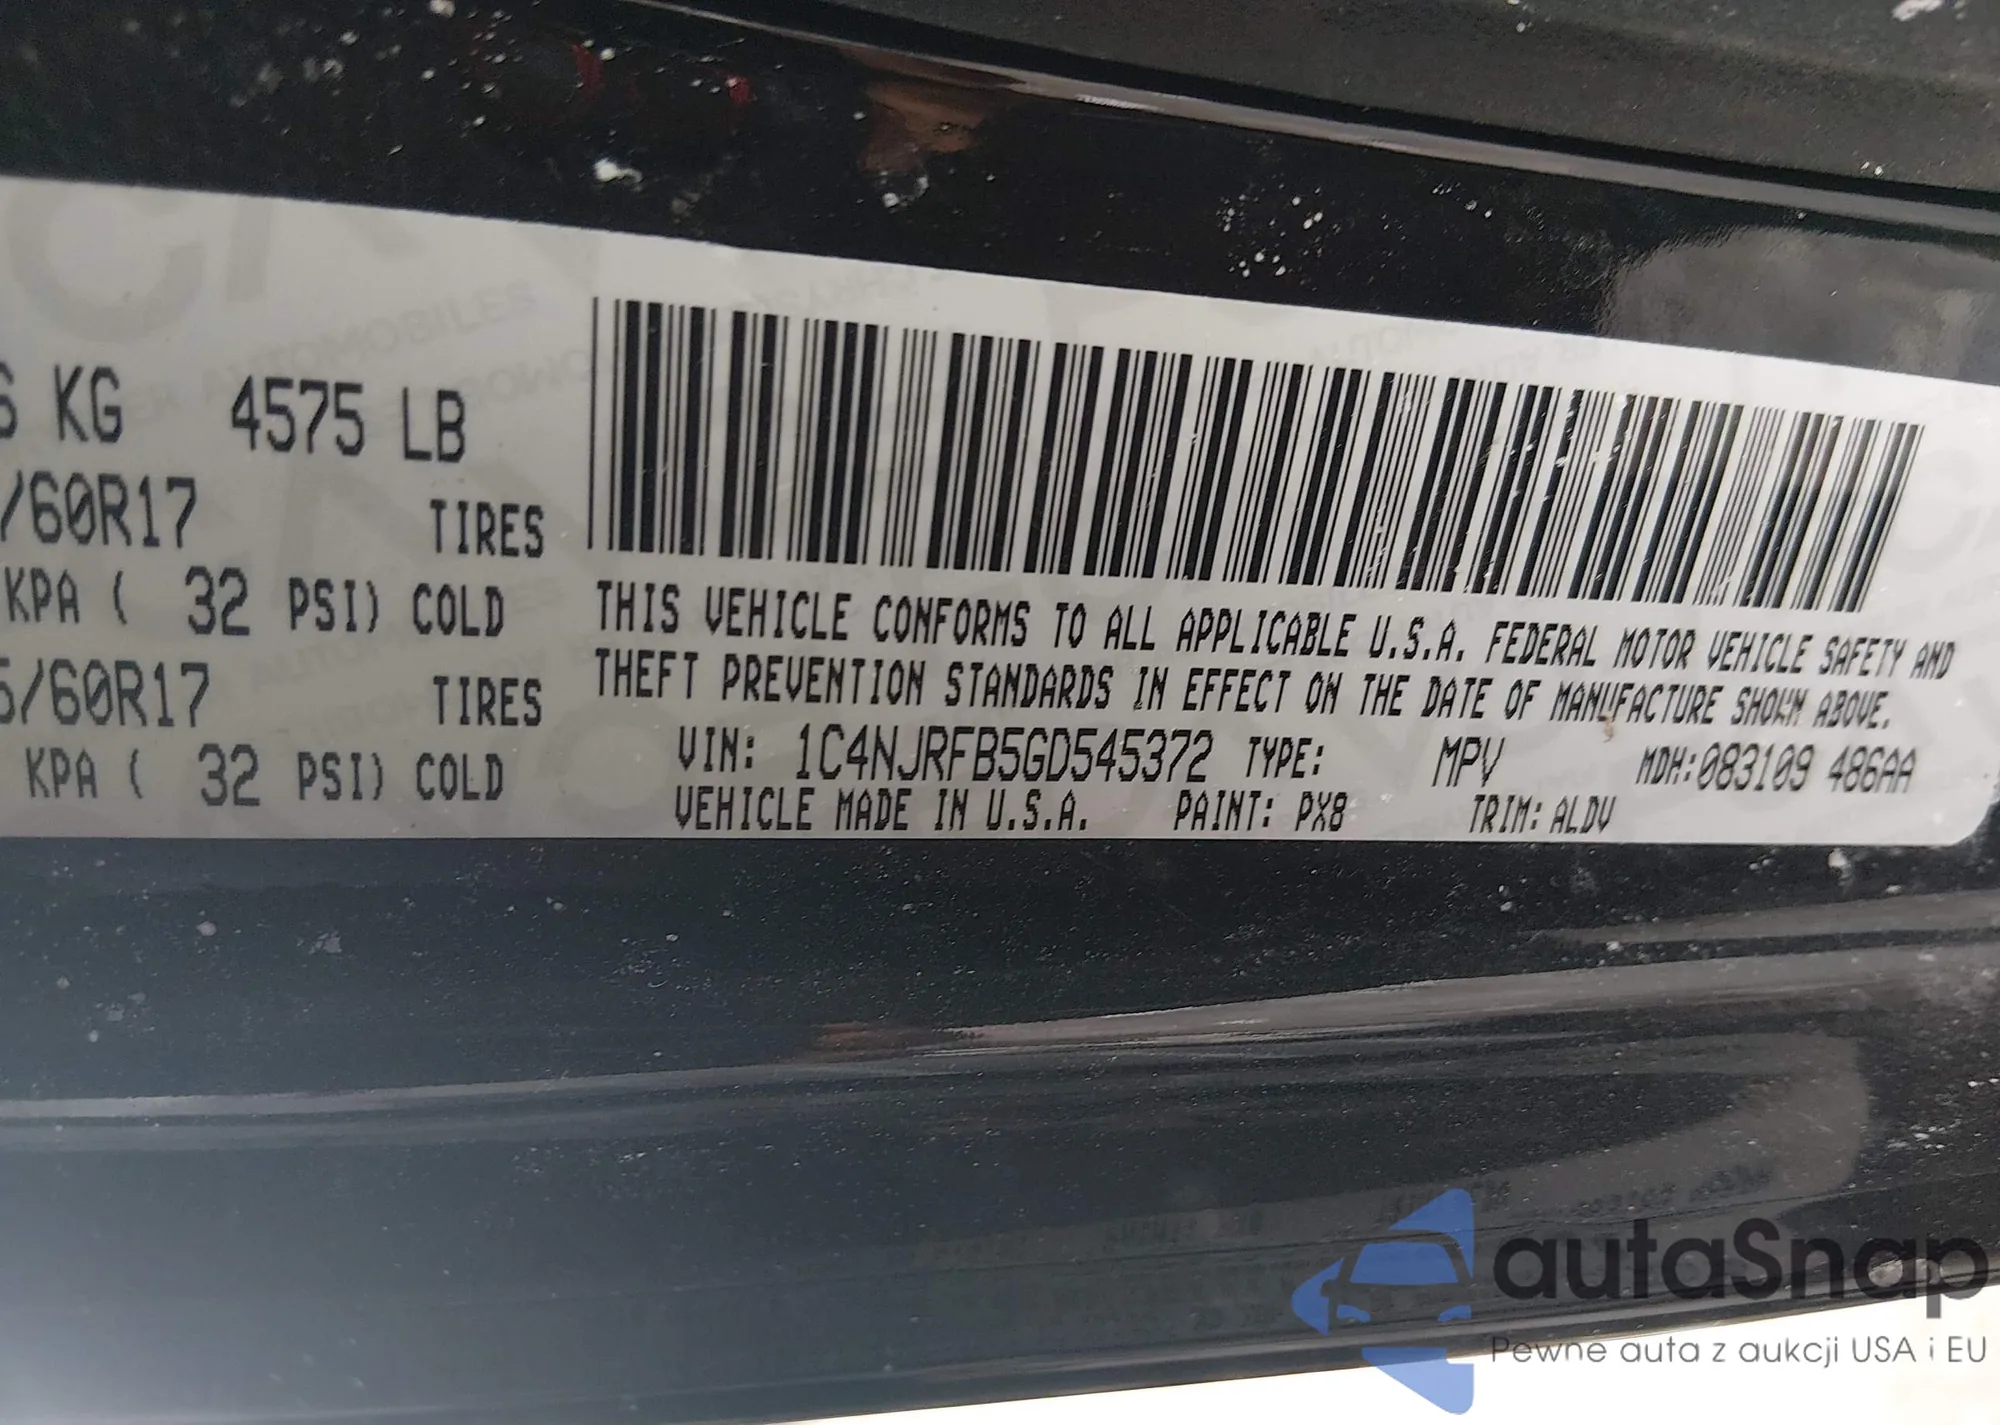 KG 4575 LB
/60R17 TIRES
KPA ( 32 PSI) COLD
5/60R17 TIRES
KPA ( 32 PSI) COLD
THIS VEHICLE CONFORMS TO ALL APPLICABLE U.S.A. FEDERAL MOTOR VEHICLE SAFETY AND
THEFT PREVENTION STANDARDS IN EFFECT ON THE DATE OF MANUFACTURE SHOWN ABOVE.
VIN: 1C4NJRFB5GD545372 TYPE: MPV MDH:083109 486AA
VEHICLE MADE IN U.S.A. PAINT: PX8 TRIM: ALDV
autaSnap
Pewne auta z aukcji USA i EU